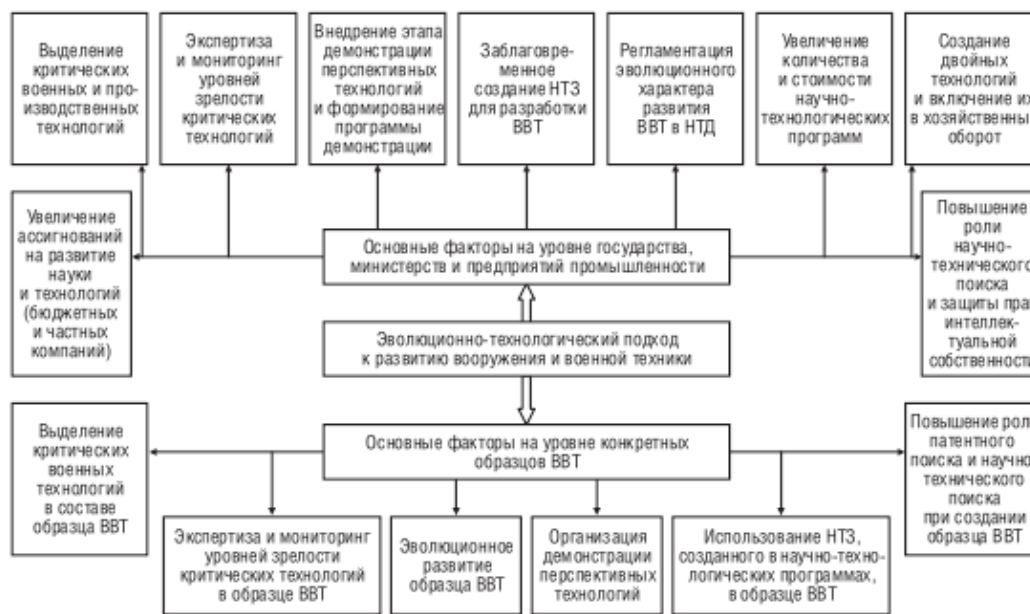 Выделение
критических
военных и про-
изводственных
технологий
Экспертиза
и мониторинг
уровней
зрелости
критических
технологий
Внедрение этапа
демонстрации
перспективных
технологий
и формирование
программы
демонстрации
Заблаговре-
менное
создание НТЗ
для разработки
ВВТ
Регламентация
эволюционного
характера
развития
ВВТ в НТД
Увеличение
количества
и стоимости
научно-
технологических
программ
Создание
двойных
технологий
и включение их
в хозяйственный
оборот
Увеличение
ассигнований
на развитие
науки
и технологий
(бюджетных
и частных
компаний)
Основные факторы на уровне государства,
министерств и предприятий промышленности
Повышение
роли
научно-
технического
поиска
и защиты прав
интеллек-
туальной
собственности
Эволюционно-технологический подход
к развитию вооружения и военной техники
Выделение
критических
военных
технологий
в составе
образца ВВТ
Основные факторы на уровне конкретных
образцов ВВТ
Повышение роли
патентного
поиска и научно-
технического
поиска
при создании
образца ВВТ
Экспертиза и мониторинг
уровней зрелости
критических технологий
в образце ВВТ
Эволюционное
развитие
образца ВВТ
Организация
демонстрации
перспективных
технологий
Использование НТЗ,
созданного в научно-техно-
логических программах,
в образце ВВТ